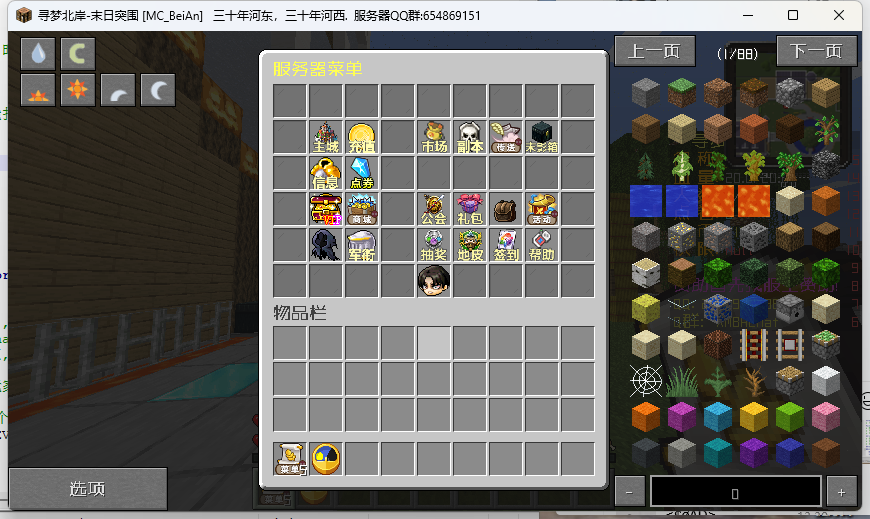 寻梦北岸-末日突围 [MC_BeiAn] 三十年河东，三十年河西. 服务器QQ群:654869151
服务器菜单
上一页 (1/88) 下一页
主城 充值 市场 副本 传送 末影箱
信息 点券
VIP 商城 公会 礼包 活动
军衔 抽奖 地皮 签到 帮助
物品栏
菜单
选项
- +